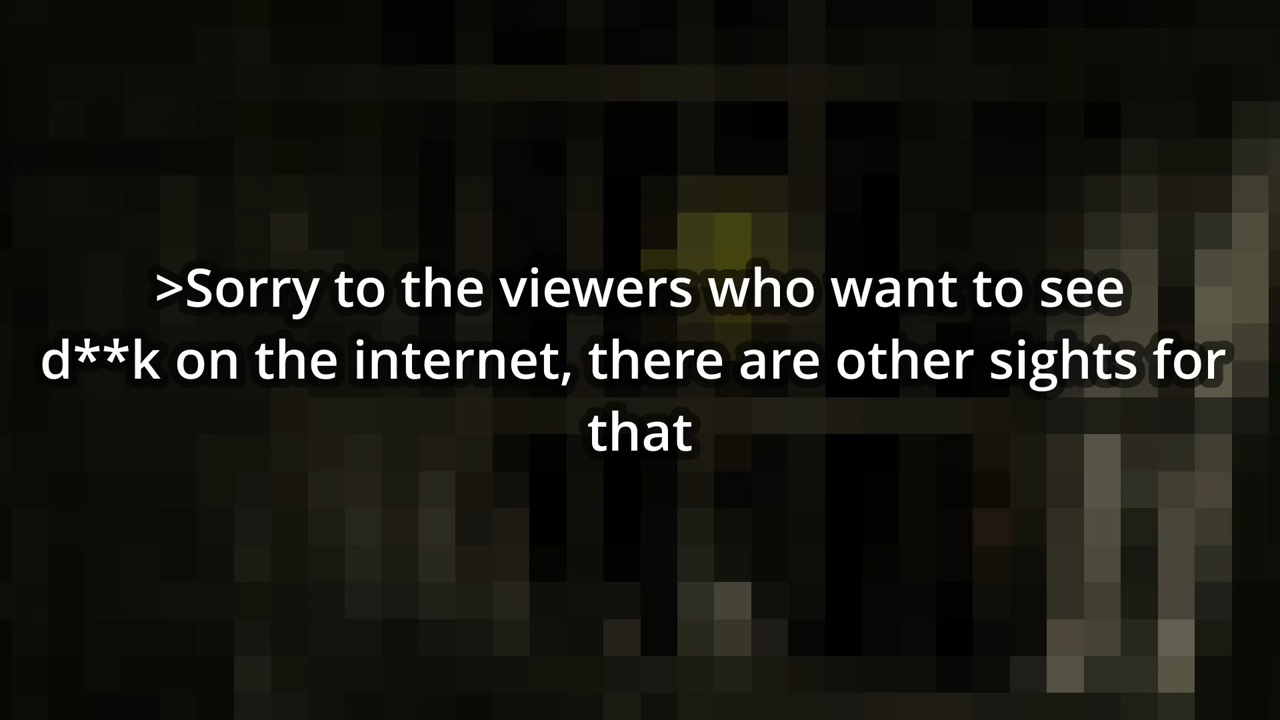 >Sorry to the viewers who want to see
d**k on the internet, there are other sights for
that